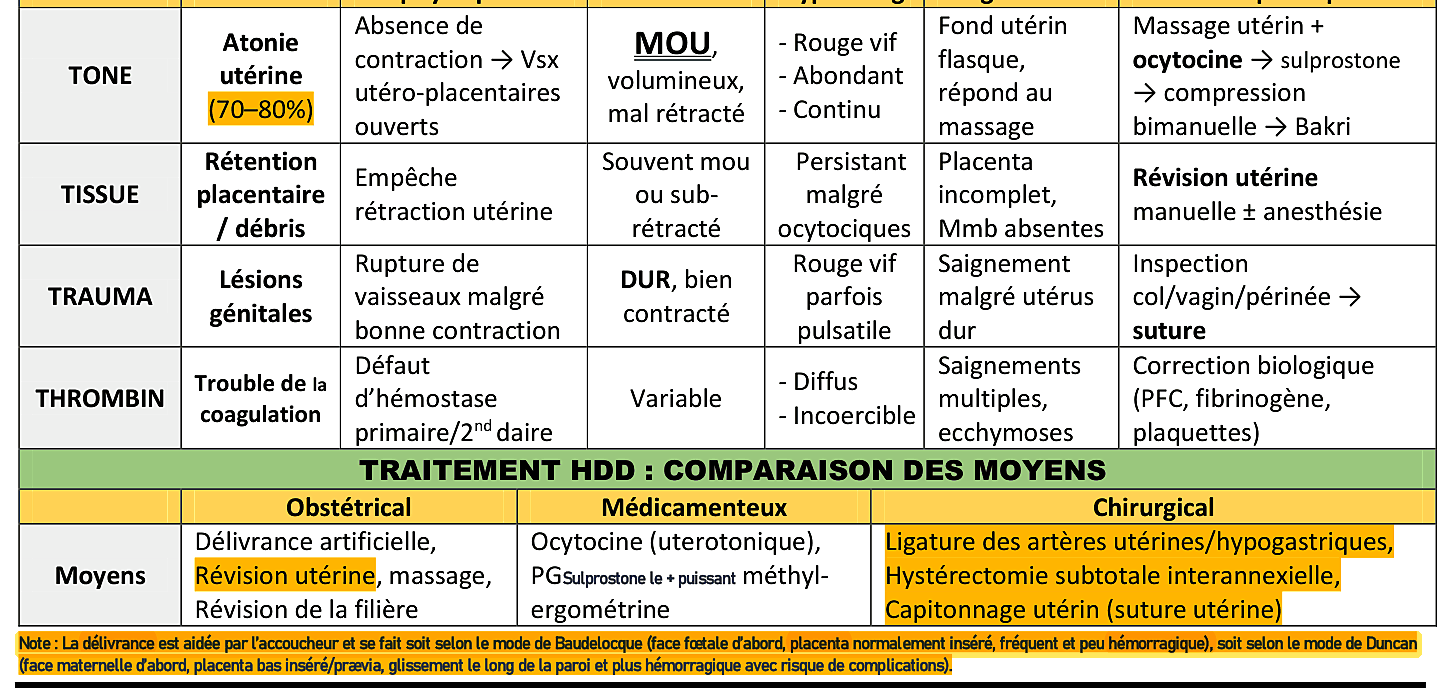 TONE
Atonie
utérine
(70–80%)
Absence de
contraction → Vsx
utéro-placentaires
ouverts
MOU,
volumineux,
mal rétracté
- Rouge vif
- Abondant
- Continu
Fond utérin
flasque,
répond au
massage
Massage utérin +
ocytocine → sulprostone
→ compression
bimanuelle → Bakri
TISSUE
Rétention
placentaire
/ débris
Empêche
rétraction utérine
Souvent mou
ou sub-
rétracté
Persistant
malgré
ocytociques
Placenta
incomplet,
Mmb absentes
Révision utérine
manuelle ± anesthésie
TRAUMA
Lésions
génitales
Rupture de
vaisseaux malgré
bonne contraction
DUR, bien
contracté
Rouge vif
parfois
pulsatile
Saignement
malgré utérus
dur
Inspection
col/vagin/périnée →
suture
THROMBIN
Trouble de la
coagulation
Défaut
d'hémostase
primaire/2nd daire
Variable
- Diffus
- Incoercible
Saignements
multiples,
ecchymoses
Correction biologique
(PFC, fibrinogène,
plaquettes)
TRAITEMENT HDD : COMPARAISON DES MOYENS
Obstétrical
Médicamenteux
Chirurgical
Moyens
Délivrance artificielle,
Révision utérine, massage,
Révision de la filière
Ocytocine (uterotonique),
PGSulprostone le + puissant méthyl-
ergométrine
Ligature des artères utérines/hypogastriques,
Hystérectomie subtotale interannexielle,
Capitonnage utérin (suture utérine)
Note : La délivrance est aidée par l'accoucheur et se fait soit selon le mode de Baudelocque (face fœtale d'abord, placenta normalement inséré, fréquent et peu hémorragique), soit selon le mode de Duncan
(face maternelle d'abord, placenta bas inséré/prævia, glissement le long de la paroi et plus hémorragique avec risque de complications).